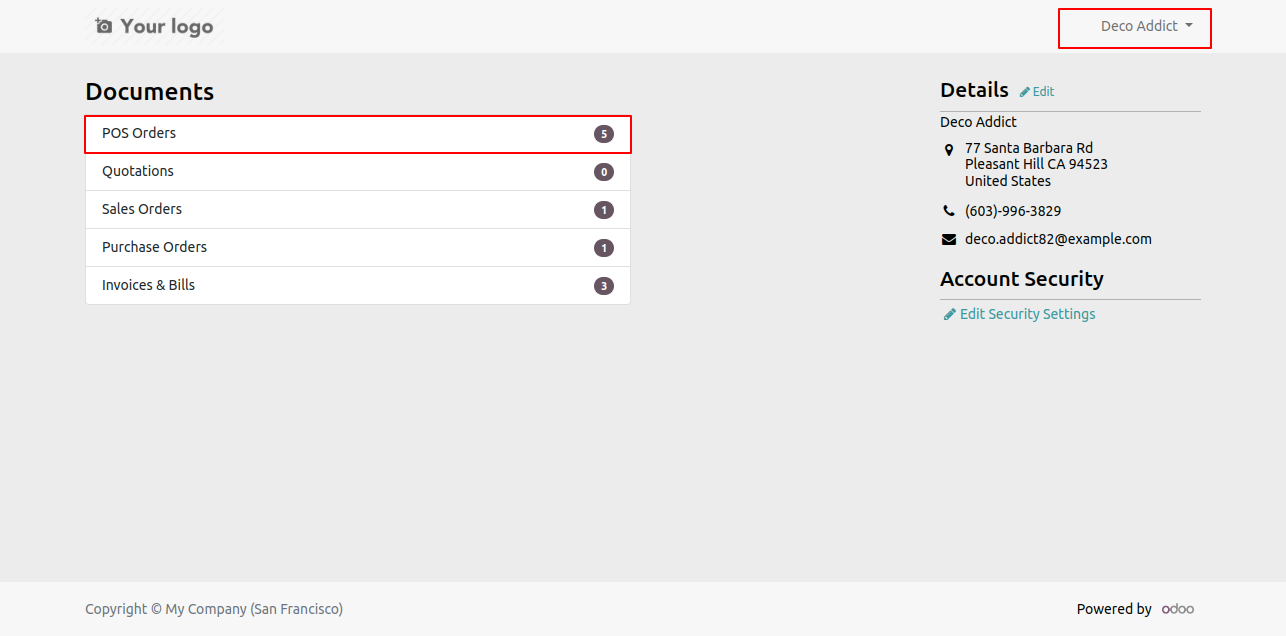 Your logo
Deco Addict
Documents
POS Orders 5
Quotations 0
Sales Orders 1
Purchase Orders 1
Invoices & Bills 3
Details Edit
Deco Addict
77 Santa Barbara Rd
Pleasant Hill CA 94523
United States
(603)-996-3829
deco.addict82@example.com
Account Security
Edit Security Settings
Copyright © My Company (San Francisco)
Powered by odoo